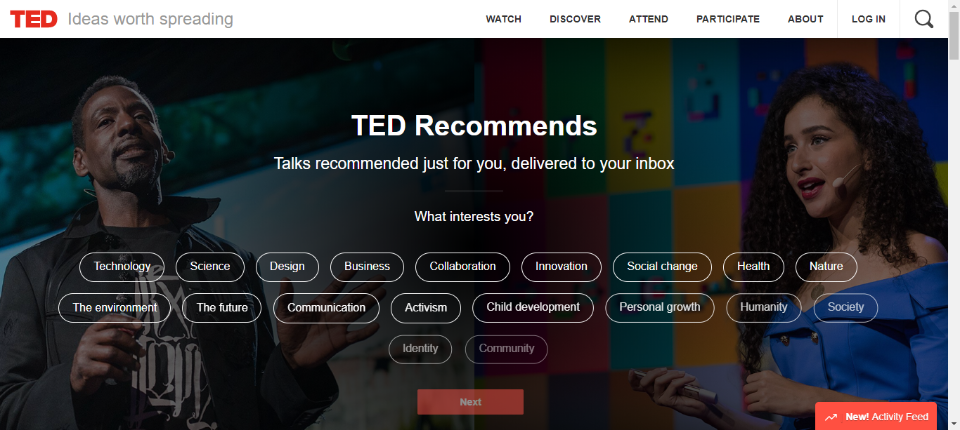 TED Ideas worth spreading WATCH DISCOVER ATTEND PARTICIPATE ABOUT LOG IN
TED Recommends
Talks recommended just for you, delivered to your inbox
What interests you?
Technology Science Design Business Collaboration Innovation Social change Health Nature
The environment The future Communication Activism Child development Personal growth Humanity Society
Identity Community
Next
New! Activity Feed